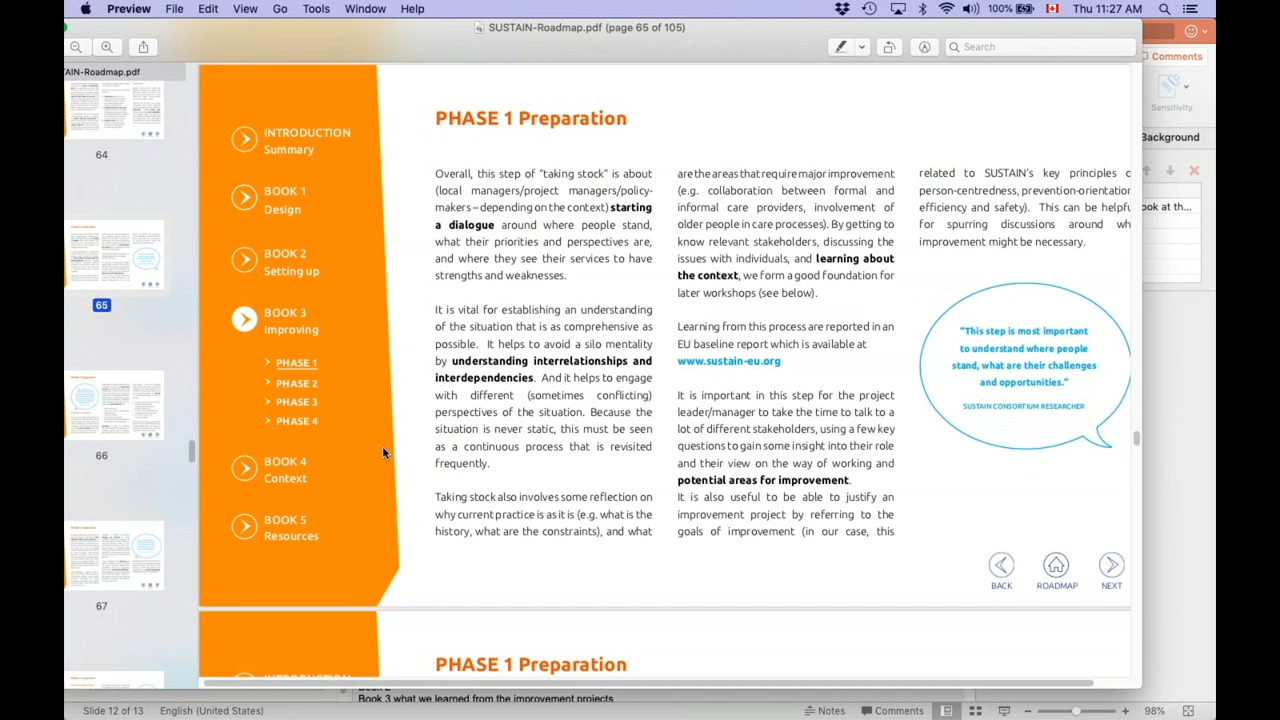 Preview File Edit View Go Tools Window Help
100% Thu 11:27 AM
SUSTAIN-Roadmap.pdf (page 65 of 105)
Search
AIN-Roadmap.pdf
64
65
66
67
INTRODUCTION
Summary
BOOK 1
Design
BOOK 2
Setting up
BOOK 3
Improving
PHASE 1
PHASE 2
PHASE 3
PHASE 4
BOOK 4
Context
BOOK 5
Resources
PHASE 1 Preparation
Overall, this step of "taking stock" is about
(local managers/project managers/policy-
makers – depending on the context) starting
a dialogue around where people stand,
what their priorities and perspectives are,
and where they see their services to have
strengths and weaknesses.
It is vital for establishing an understanding
of the situation that is as comprehensive as
possible. It helps to avoid a silo mentality
by understanding interrelationships and
interdependencies. And it helps to engage
with different (sometimes conflicting)
perspectives of the situation. Because the
situation is never static, this must be seen
as a continuous process that is revisited
frequently.
Taking stock also involves some reflection on
why current practice is as it is (e.g. what is the
history, what are the constraints), and what
are the areas that require major improvement
(e.g. collaboration between formal and
informal care providers, involvement of
older people in care processes). By getting to
know relevant stakeholders, discussing the
issues with individuals, and learning about
the context, we form a good foundation for
later workshops (see below).
Learning from this process are reported in an
EU baseline report which is available at
www.sustain-eu.org
It is important in this step for the project
leader/manager to take the time to talk to a
lot of different stakeholders, using a few key
questions to gain some insight into their role
and their view on the way of working and
potential areas for improvement.
It is also useful to be able to justify an
improvement project by referring to the
goals of improvement (in our case, this
related to SUSTAIN's key principles o
person-centredness, prevention-orientation
efficiency and safety). This can be helpfu
for spurring discussions around wh
improvement might be necessary.
"This step is most important
to understand where people
stand, what are their challenges
and opportunities."
SUSTAIN CONSORTIUM RESEARCHER
BACK ROADMAP NEXT
PHASE 1 Preparation
Comments
Sensitivity
Background
ook at th...
Book 3 what we learned from the improvement projects
Slide 12 of 13 English (United States) Notes Comments 98%